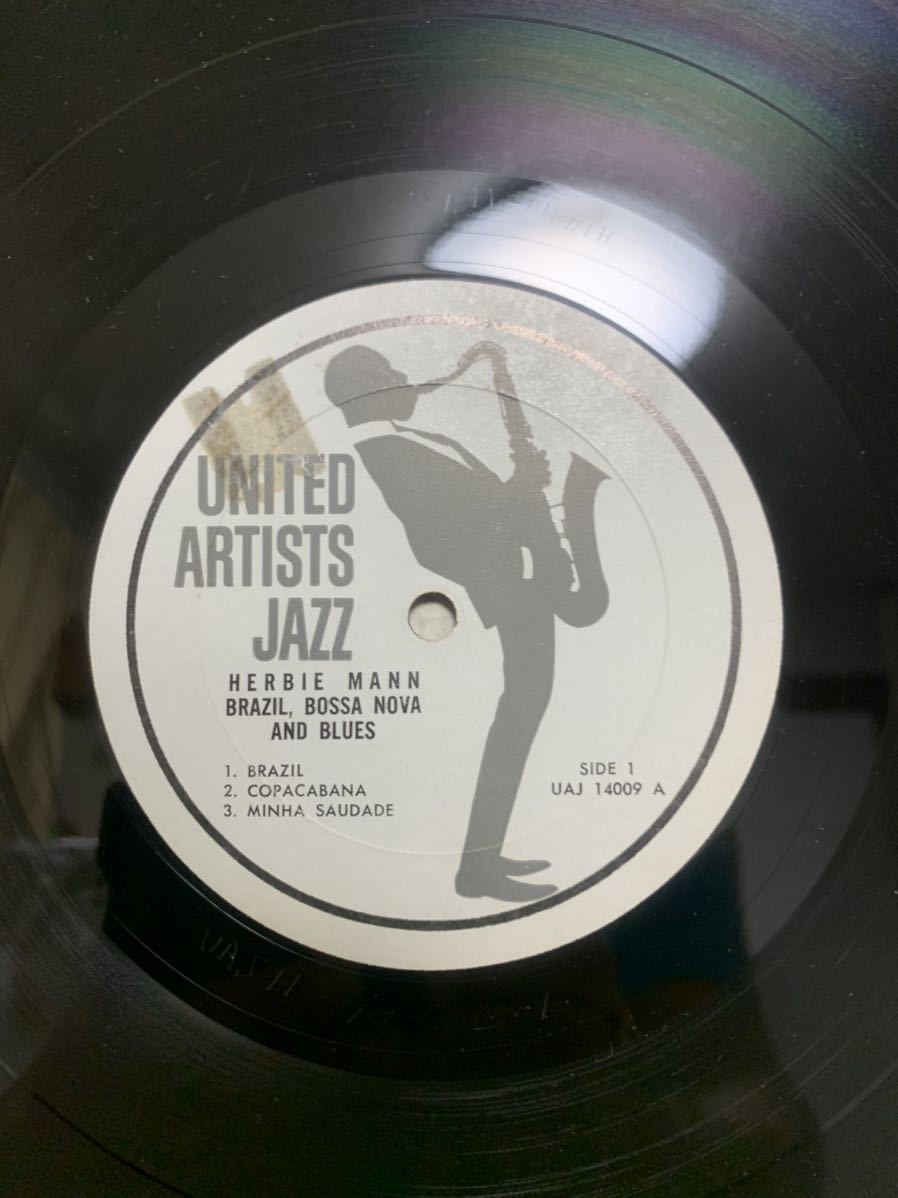 UNITED
ARTISTS
JAZZ
HERBIE MANN
BRAZIL, BOSSA NOVA
AND BLUES
1. BRAZIL
2. COPACABANA
3. MINHA SAUDADE
SIDE 1
UAJ 14009 A